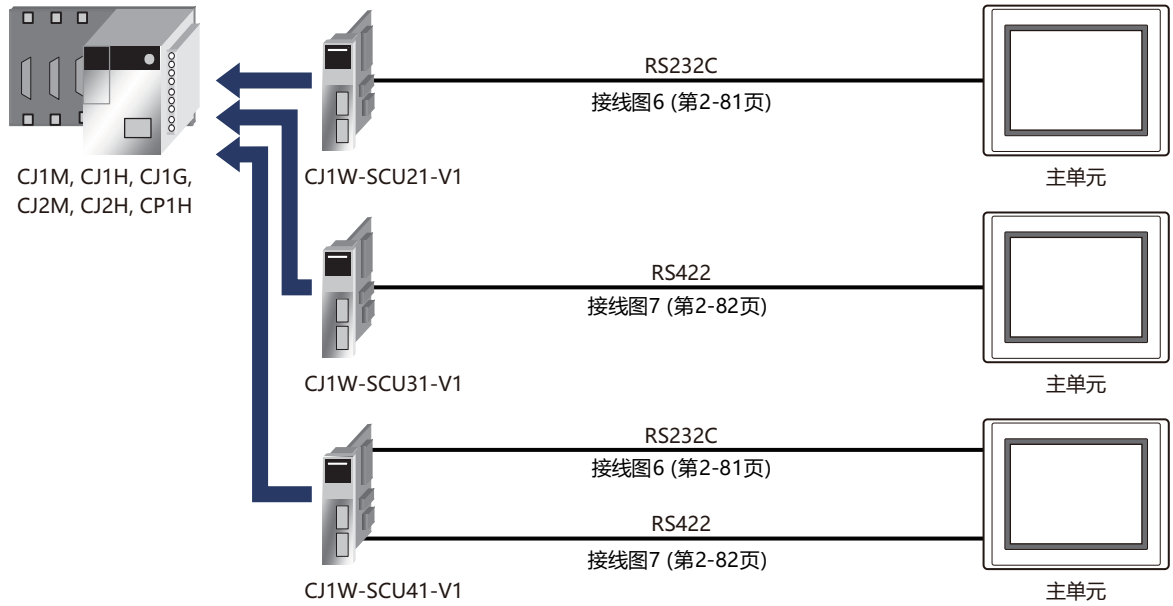 RS232C
接线图6 (第2-81页)
CJ1M, CJ1H, CJ1G,
CJ2M, CJ2H, CP1H
CJ1W-SCU21-V1
主单元
RS422
接线图7 (第2-82页)
CJ1W-SCU31-V1
主单元
RS232C
接线图6 (第2-81页)
RS422
接线图7 (第2-82页)
CJ1W-SCU41-V1
主单元